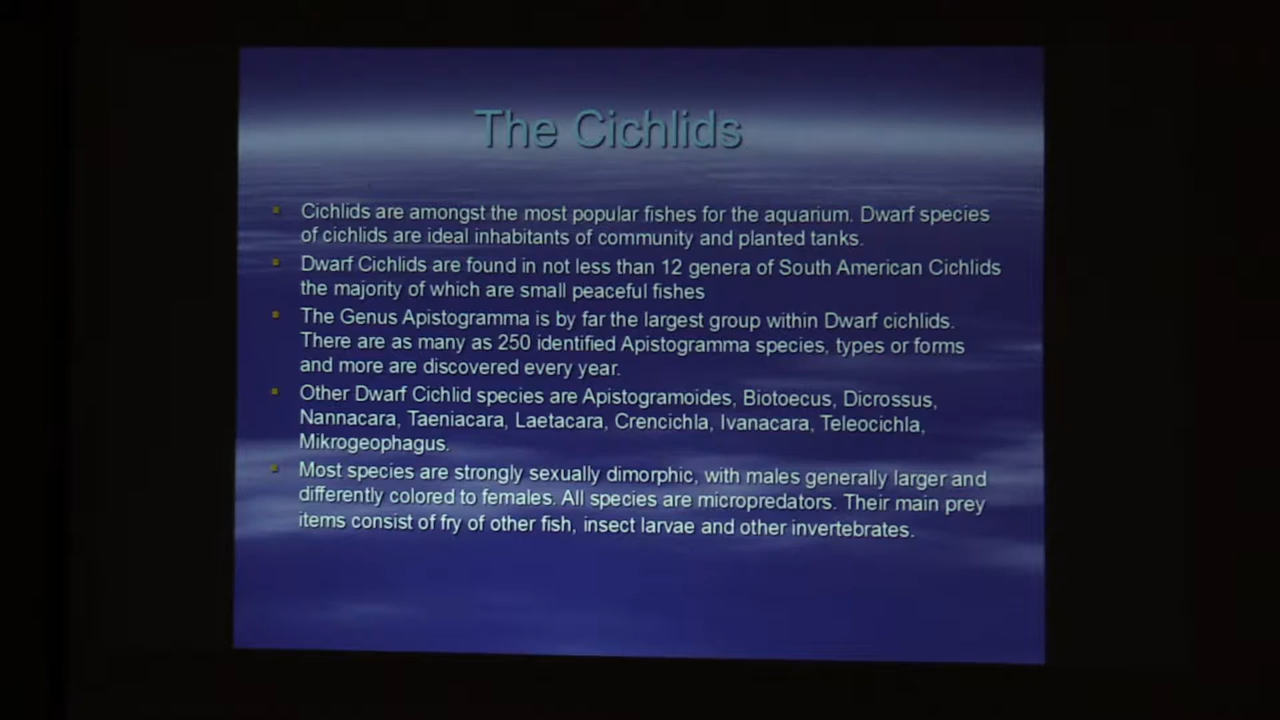 The Cichlids
Cichlids are amongst the most popular fishes for the aquarium. Dwarf species
of cichlids are ideal inhabitants of community and planted tanks.
Dwarf Cichlids are found in not less than 12 genera of South American Cichlids
the majority of which are small peaceful fishes
The Genus Apistogramma is by far the largest group within Dwarf cichlids.
There are as many as 250 identified Apistogramma species, types or forms
and more are discovered every year.
Other Dwarf Cichlid species are Apistogramoides, Biotoecus, Dicrossus,
Nannacara, Taeniacara, Laetacara, Crencichla, Ivanacara, Teleocichla,
Mikrogeophagus.
Most species are strongly sexually dimorphic, with males generally larger and
differently colored to females. All species are micropredators. Their main prey
items consist of fry of other fish, insect larvae and other invertebrates.